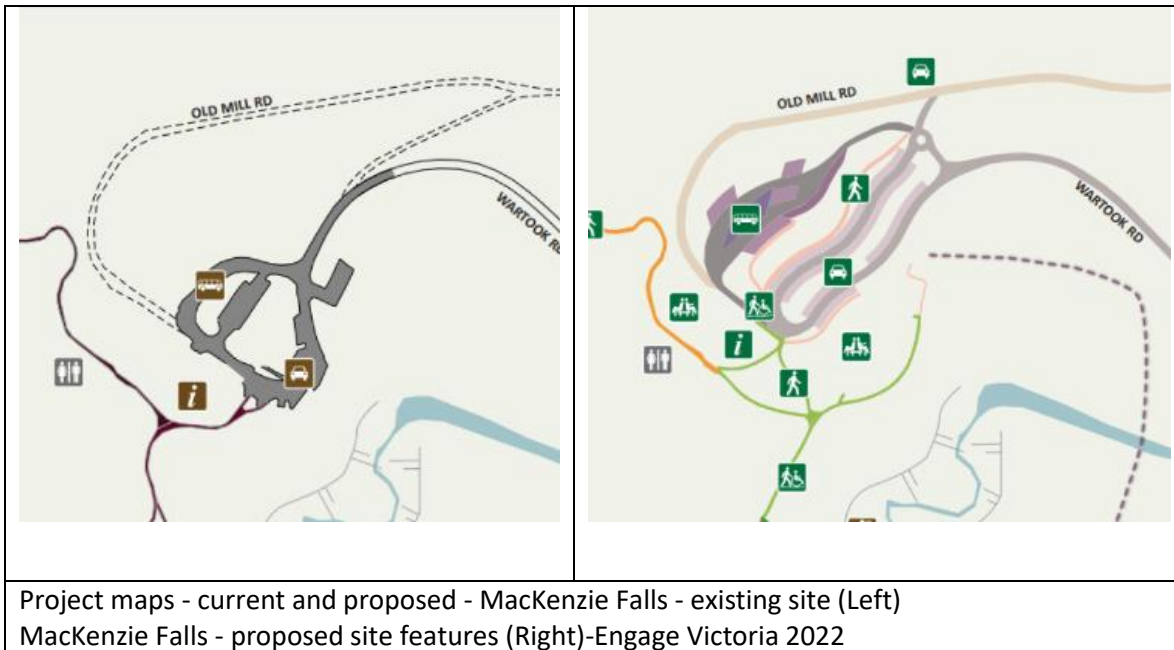 OLD MILL RD
WARTOOK RD
i
OLD MILL RD
WARTOOK RD
i
Project maps - current and proposed - MacKenzie Falls - existing site (Left)
MacKenzie Falls - proposed site features (Right)-Engage Victoria 2022